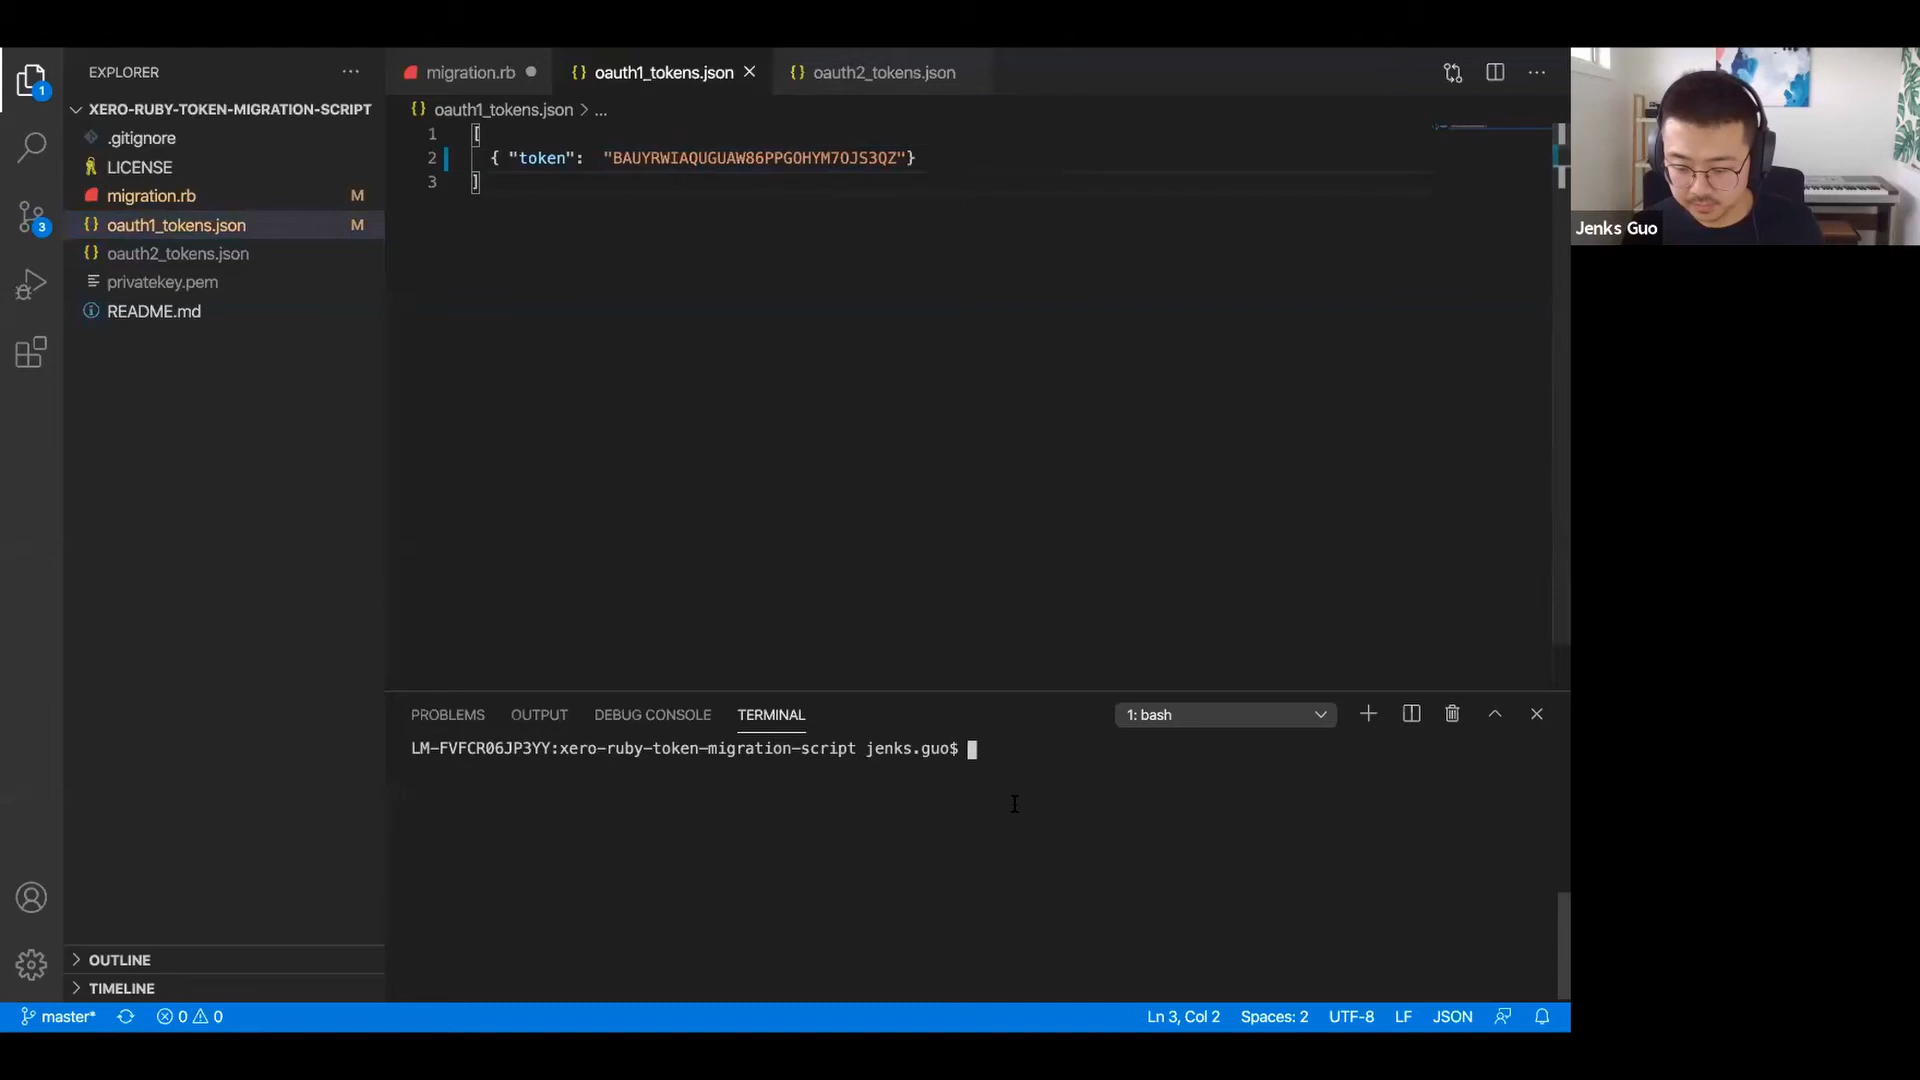 EXPLORER
XERO-RUBY-TOKEN-MIGRATION-SCRIPT
.gitignore
LICENSE
migration.rb M
oauth1_tokens.json M
oauth2_tokens.json
privatekey.pem
README.md
1
3
OUTLINE
TIMELINE
migration.rb
oauth1_tokens.json
oauth2_tokens.json
oauth1_tokens.json > ...
1 [
2 { "token": "BAUYRWIAQUGUAW86PPGOHYM7OJS3QZ"}
3 ]
Jenks Guo
PROBLEMS OUTPUT DEBUG CONSOLE TERMINAL 1: bash
LM-FVFCR06JP3YY:xero-ruby-token-migration-script jenks.guo$
master* 0 0 Ln 3, Col 2 Spaces: 2 UTF-8 LF JSON